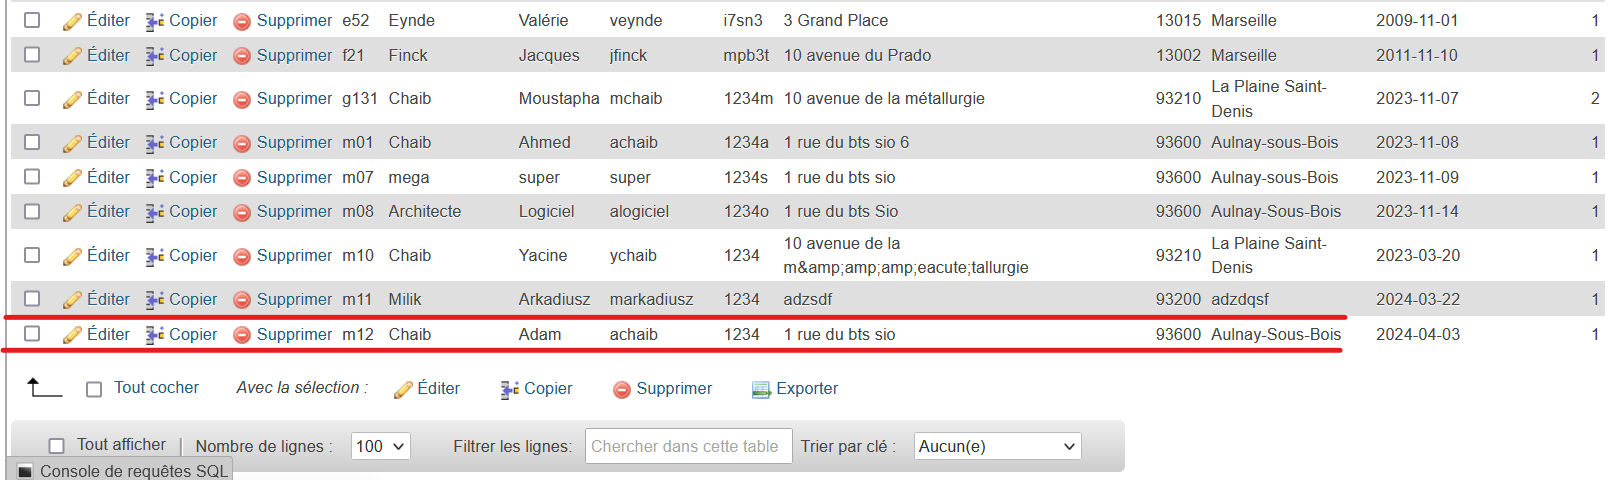 Éditer Copier Supprimer e52 Eynde Valérie veynde i7sn3 3 Grand Place 13015 Marseille 2009-11-01 1
Éditer Copier Supprimer f21 Finck Jacques jfinck mpb3t 10 avenue du Prado 13002 Marseille 2011-11-10 1
Éditer Copier Supprimer g131 Chaib Moustapha mchaib 1234m 10 avenue de la métallurgie 93210 La Plaine Saint-
Denis 2023-11-07 2
Éditer Copier Supprimer m01 Chaib Ahmed achaib 1234a 1 rue du bts sio 6 93600 Aulnay-sous-Bois 2023-11-08 1
Éditer Copier Supprimer m07 mega super super 1234s 1 rue du bts sio 93600 Aulnay-sous-Bois 2023-11-09 1
Éditer Copier Supprimer m08 Architecte Logiciel alogiciel 1234o 1 rue du bts Sio 93600 Aulnay-Sous-Bois 2023-11-14 1
Éditer Copier Supprimer m10 Chaib Yacine ychaib 1234 10 avenue de la
m&amp;amp;amp;eacute;tallurgie 93210 La Plaine Saint-
Denis 2023-03-20 1
Éditer Copier Supprimer m11 Milik Arkadiusz markadiusz 1234 adzsdf 93200 adzdqsf 2024-03-22 1
Éditer Copier Supprimer m12 Chaib Adam achaib 1234 1 rue du bts sio 93600 Aulnay-Sous-Bois 2024-04-03 1
Tout cocher Avec la sélection : Éditer Copier Supprimer Exporter
Tout afficher Nombre de lignes : 100 Filtrer les lignes: Chercher dans cette table Trier par clé : Aucun(e)
Console de requêtes SQL